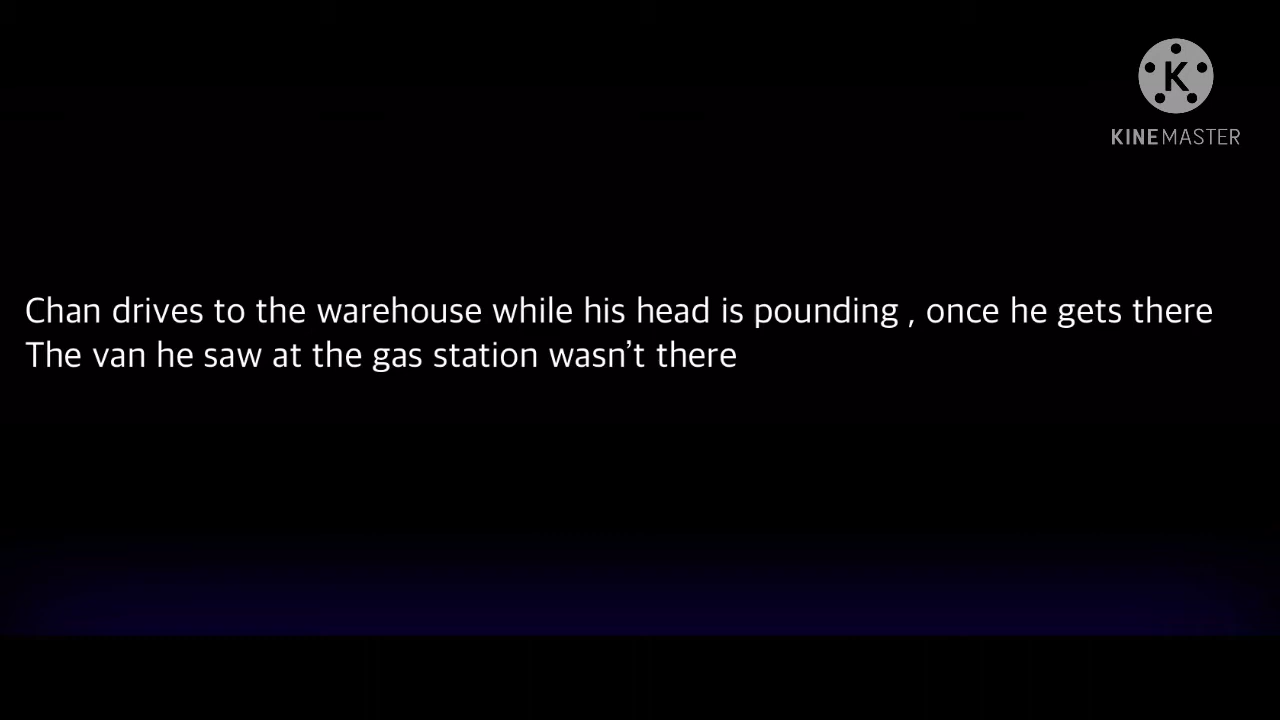 K
KINEMASTER
Chan drives to the warehouse while his head is pounding , once he gets there
The van he saw at the gas station wasn’t there